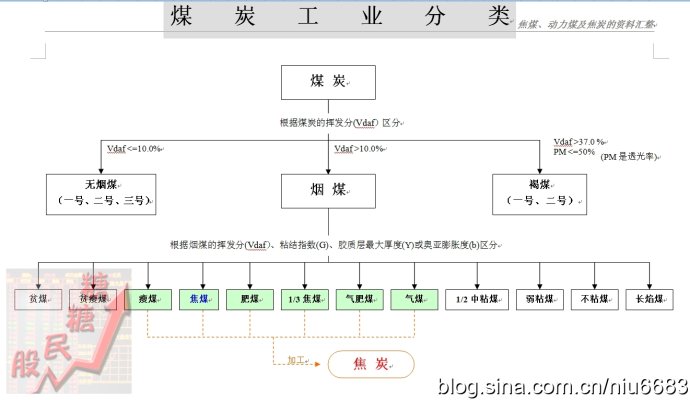 煤 炭 工 业 分 类
焦煤、动力煤及焦炭的资料汇整
煤 炭
根据煤炭的挥发分(Vdaf）区分
Vdaf <=10.0%
Vdaf >10.0%
Vdaf >37.0 %
PM <=50%
(PM 是透光率)
无烟煤
（一号、二号、三号）
烟 煤
褐煤
（一号、二号）
根据烟煤的挥发分（Vdaf）、粘结指数(G)、胶质层最大厚度(Y)或奥亚膨胀度(b)区分
贫煤
贫瘦煤
瘦煤
焦煤
肥煤
1/3 焦煤
气肥煤
气煤
1/2 中粘煤
弱粘煤
不粘煤
长焰煤
加工
焦 炭
糖糖股民
blog.sina.com.cn/niu6683